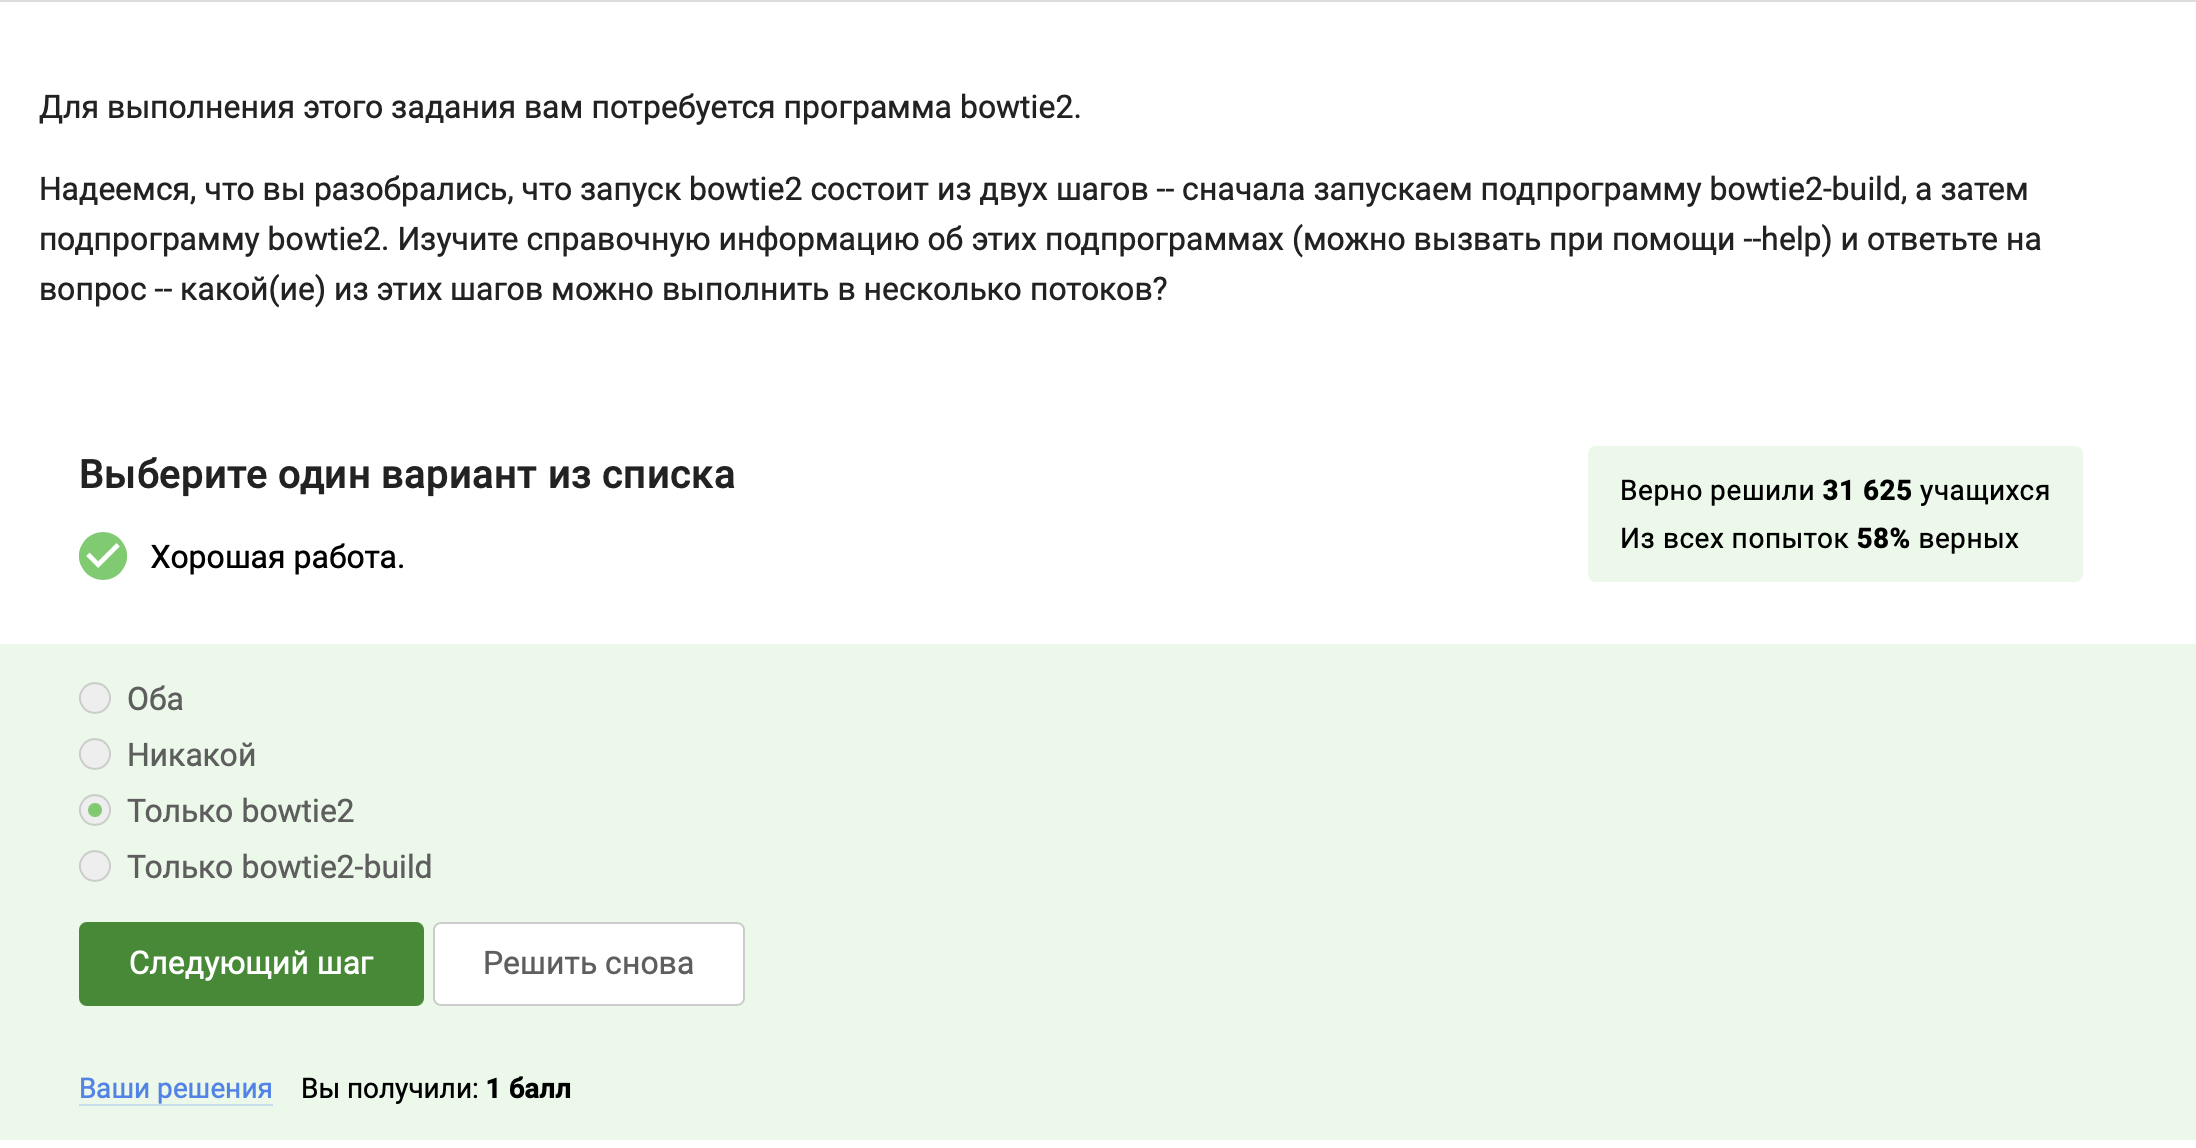 Для выполнения этого задания вам потребуется программа bowtie2.
Надеемся, что вы разобрались, что запуск bowtie2 состоит из двух шагов -- сначала запускаем подпрограмму bowtie2-build, а затем
подпрограмму bowtie2. Изучите справочную информацию об этих подпрограммах (можно вызвать при помощи --help) и ответьте на
вопрос -- какой(ие) из этих шагов можно выполнить в несколько потоков?
Выберите один вариант из списка
Хорошая работа.
Верно решили 31 625 учащихся
Из всех попыток 58% верных
Оба
Никакой
Только bowtie2
Только bowtie2-build
Следующий шаг
Решить снова
Ваши решения Вы получили: 1 балл